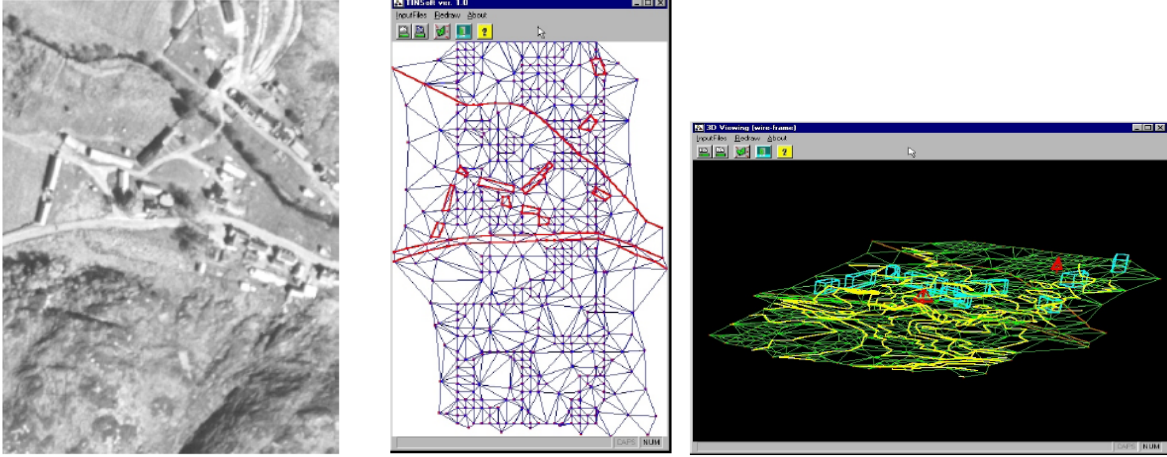 TINSoft ver. 1.0
InputFiles Redraw About
?
CAPS NUM
3D Viewing (wire-frame)
InputFiles Redraw About
?
CAPS NUM